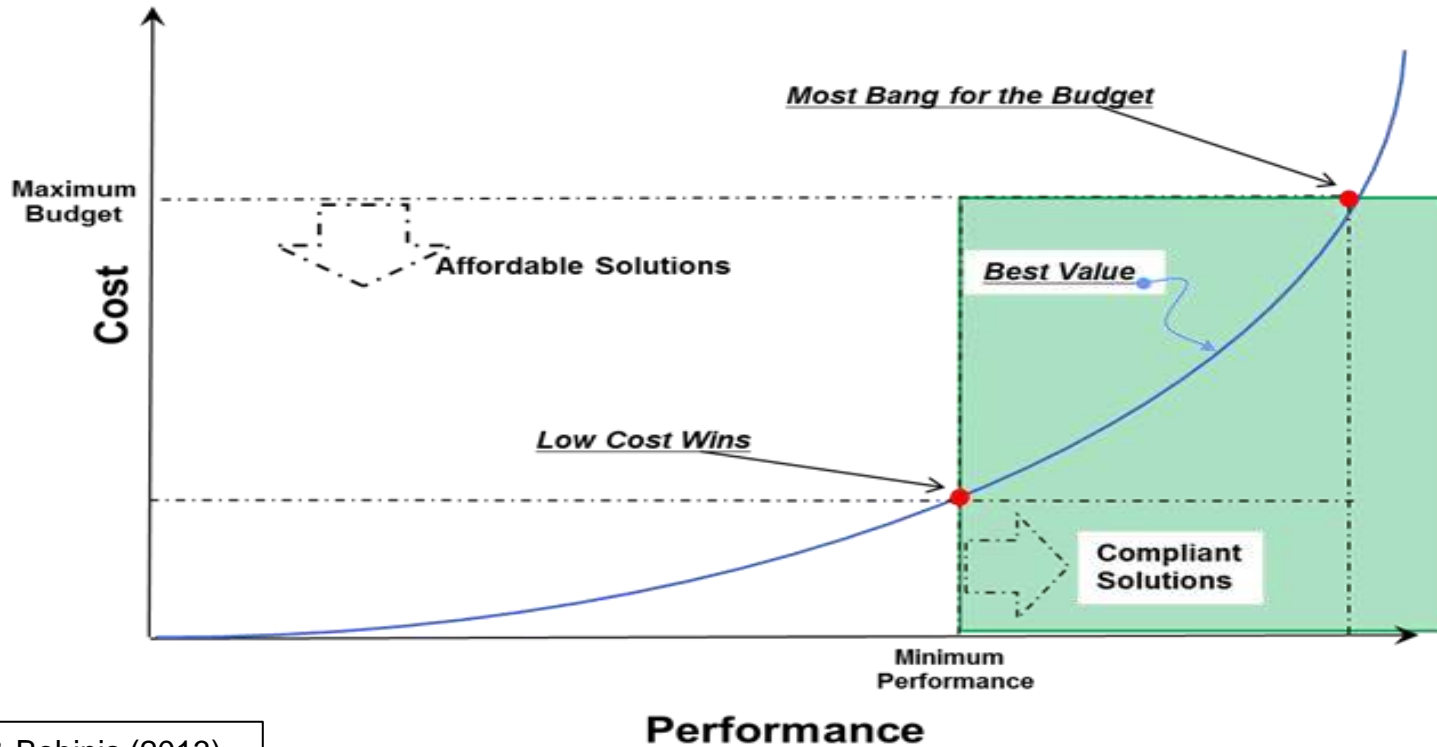 Most Bang for the Budget
Maximum
Budget
Affordable Solutions
Best Value
Cost
Low Cost Wins
Compliant
Solutions
Minimum
Performance
Performance
(2012)